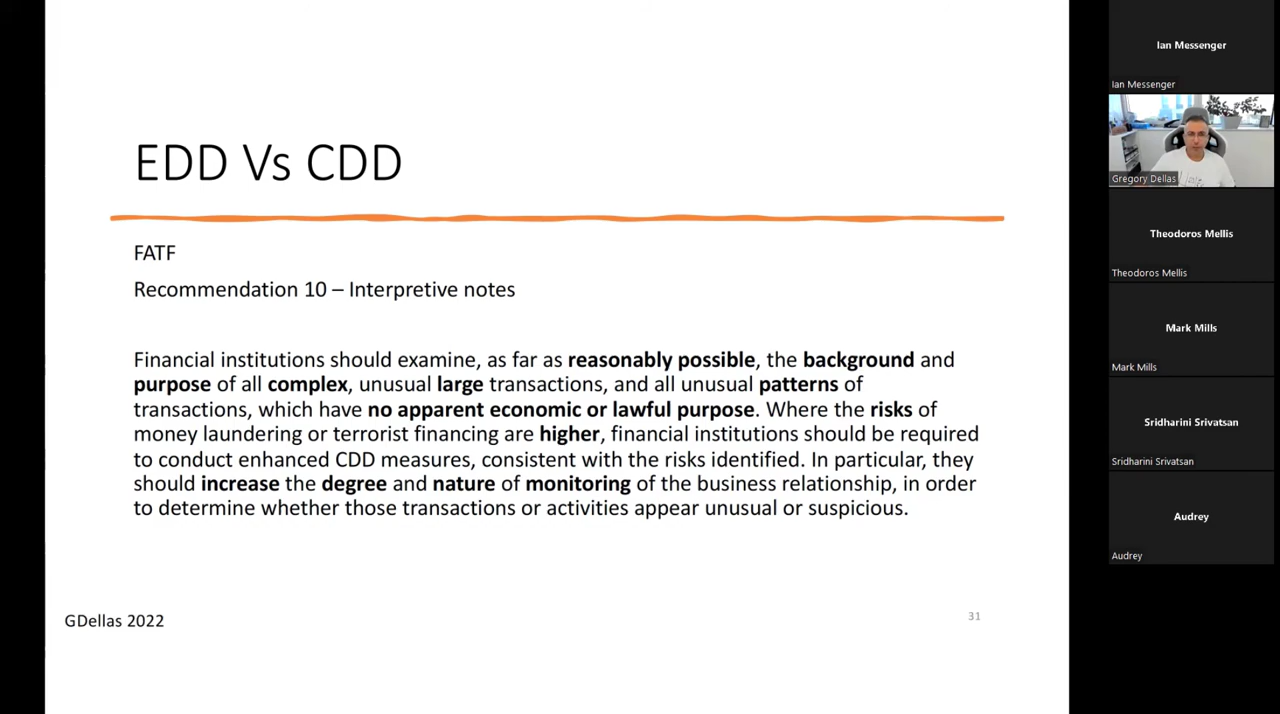 EDD Vs CDD
FATF
Recommendation 10 – Interpretive notes
Financial institutions should examine, as far as reasonably possible, the background and
purpose of all complex, unusual large transactions, and all unusual patterns of
transactions, which have no apparent economic or lawful purpose. Where the risks of
money laundering or terrorist financing are higher, financial institutions should be required
to conduct enhanced CDD measures, consistent with the risks identified. In particular, they
should increase the degree and nature of monitoring of the business relationship, in order
to determine whether those transactions or activities appear unusual or suspicious.
GDellas 2022
31
Ian Messenger
Ian Messenger
Gregory Dellas
Theodoros Mellis
Theodoros Mellis
Mark Mills
Mark Mills
Sridharini Srivatsan
Sridharini Srivatsan
Audrey
Audrey